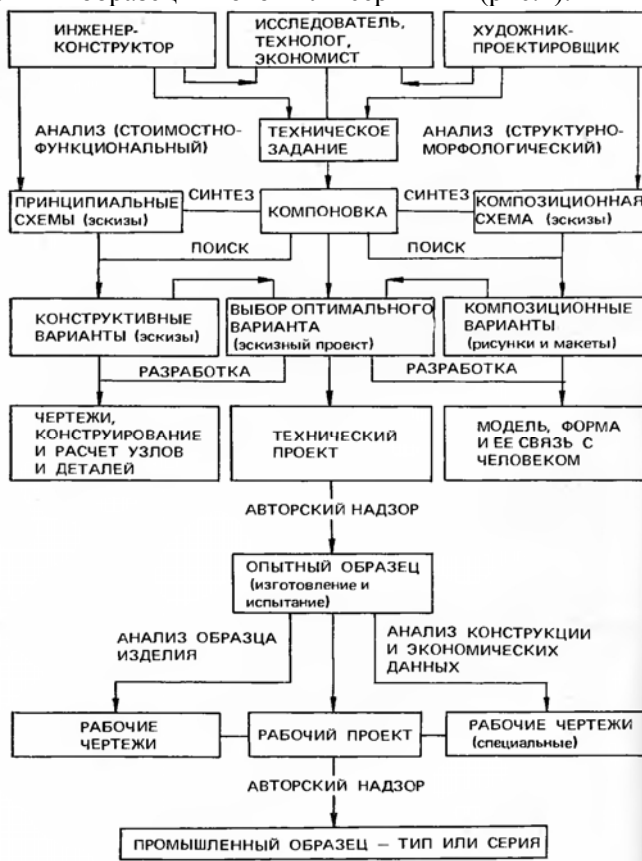 ИНЖЕНЕР-
КОНСТРУКТОР
ИССЛЕДОВАТЕЛЬ,
ТЕХНОЛОГ,
ЭКОНОМИСТ
ХУДОЖНИК-
ПРОЕКТИРОВЩИК
АНАЛИЗ (СТОИМОСТНО-
ФУНКЦИОНАЛЬНЫЙ)
ТЕХНИЧЕСКОЕ
ЗАДАНИЕ
АНАЛИЗ (СТРУКТУРНО-
МОРФОЛОГИЧЕСКИЙ)
ПРИНЦИПИАЛЬНЫЕ
СХЕМЫ (эскизы)
СИНТЕЗ
КОМПОНОВКА
СИНТЕЗ
КОМПОЗИЦИОННАЯ
СХЕМА (эскизы)
ПОИСК
ПОИСК
КОНСТРУКТИВНЫЕ
ВАРИАНТЫ (эскизы)
ВЫБОР ОПТИМАЛЬНОГО
ВАРИАНТА
(эскизный проект)
КОМПОЗИЦИОННЫЕ
ВАРИАНТЫ
(рисунки и макеты)
РАЗРАБОТКА
РАЗРАБОТКА
ЧЕРТЕЖИ,
КОНСТРУИРОВАНИЕ
И РАСЧЕТ УЗЛОВ
И ДЕТАЛЕЙ
ТЕХНИЧЕСКИЙ
ПРОЕКТ
МОДЕЛЬ, ФОРМА
И ЕЕ СВЯЗЬ С
ЧЕЛОВЕКОМ
АВТОРСКИЙ НАДЗОР
ОПЫТНЫЙ ОБРАЗЕЦ
(изготовление и
испытание)
АНАЛИЗ ОБРАЗЦА
ИЗДЕЛИЯ
АНАЛИЗ КОНСТРУКЦИИ
И ЭКОНОМИЧЕСКИХ
ДАННЫХ
РАБОЧИЕ
ЧЕРТЕЖИ
РАБОЧИЙ ПРОЕКТ
РАБОЧИЕ ЧЕРТЕЖИ
(специальные)
АВТОРСКИЙ НАДЗОР
ПРОМЫШЛЕННЫЙ ОБРАЗЕЦ — ТИП ИЛИ СЕРИЯ